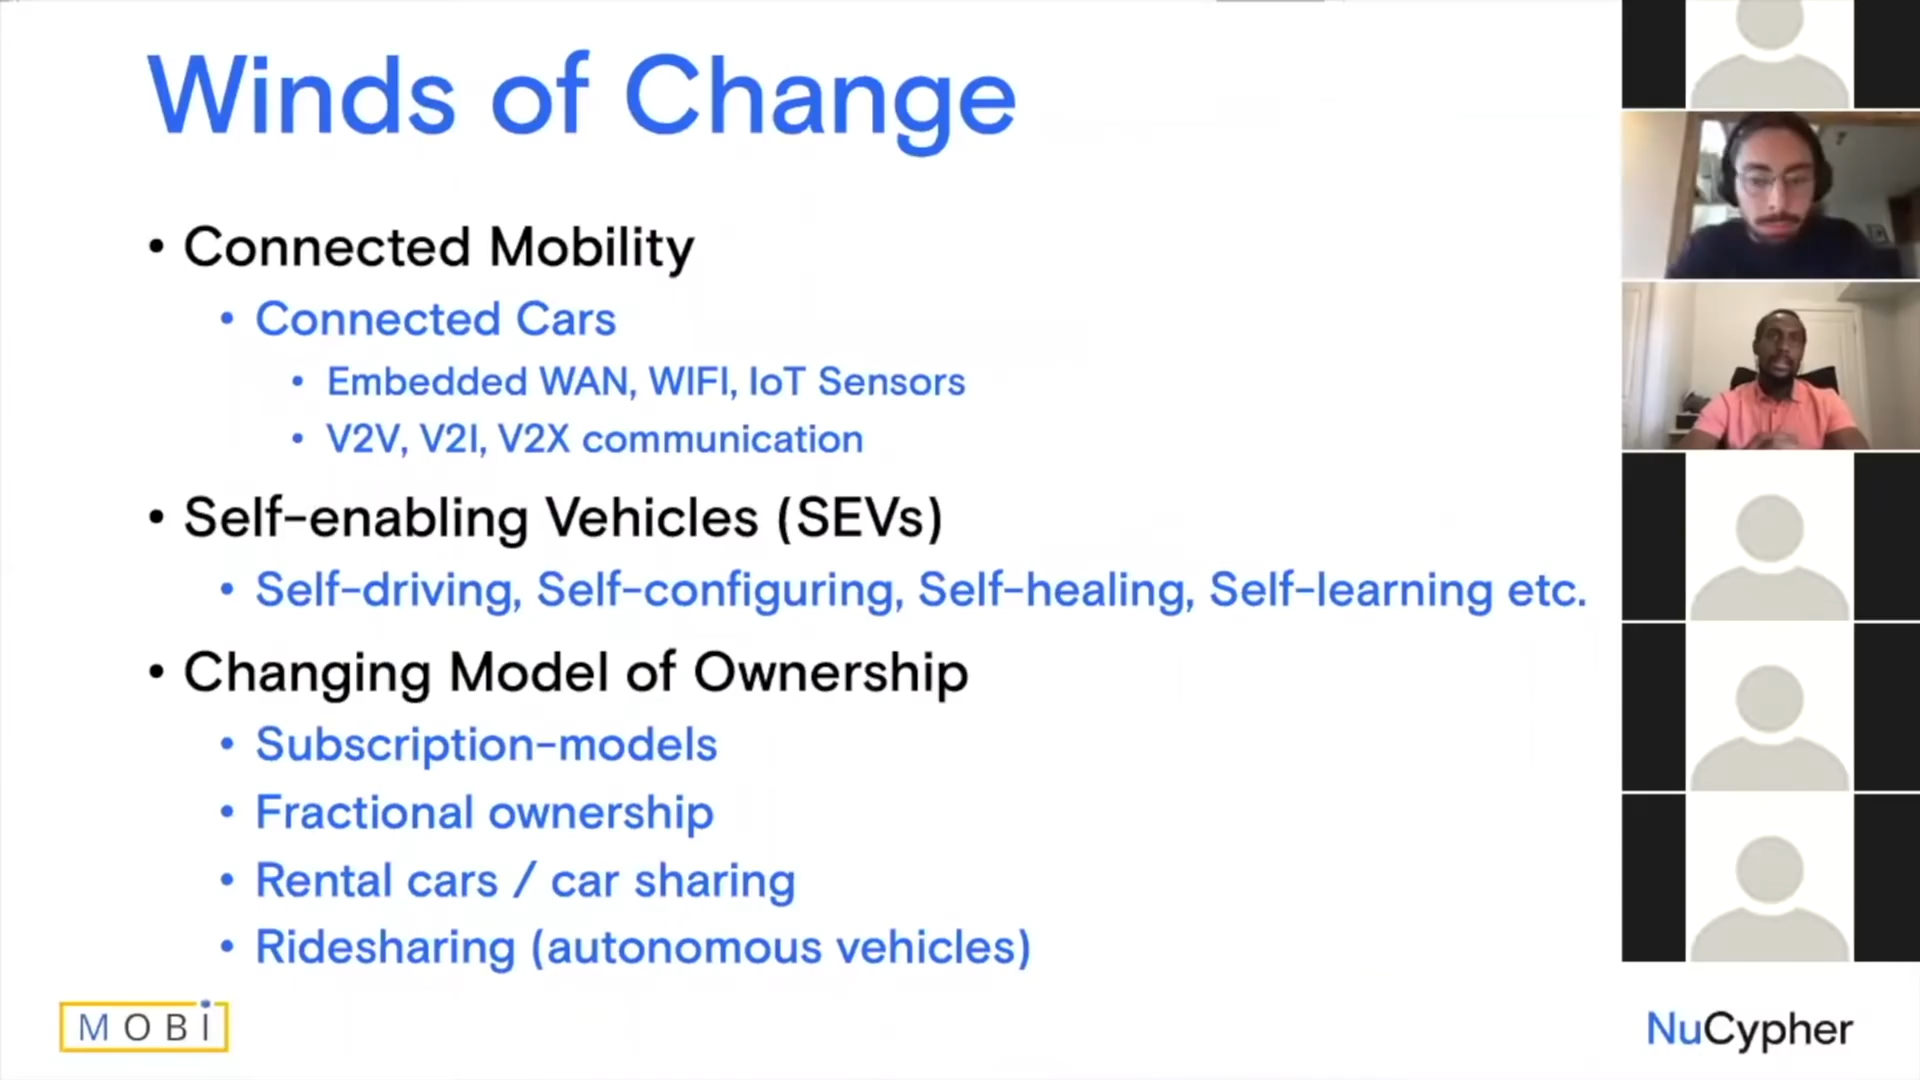 Winds of Change
• Connected Mobility
• Connected Cars
• Embedded WAN, WIFI, IoT Sensors
• V2V, V2I, V2X communication
• Self-enabling Vehicles (SEVs)
• Self-driving, Self-configuring, Self-healing, Self-learning etc.
• Changing Model of Ownership
• Subscription-models
• Fractional ownership
• Rental cars / car sharing
• Ridesharing (autonomous vehicles)
MOBi
NuCypher